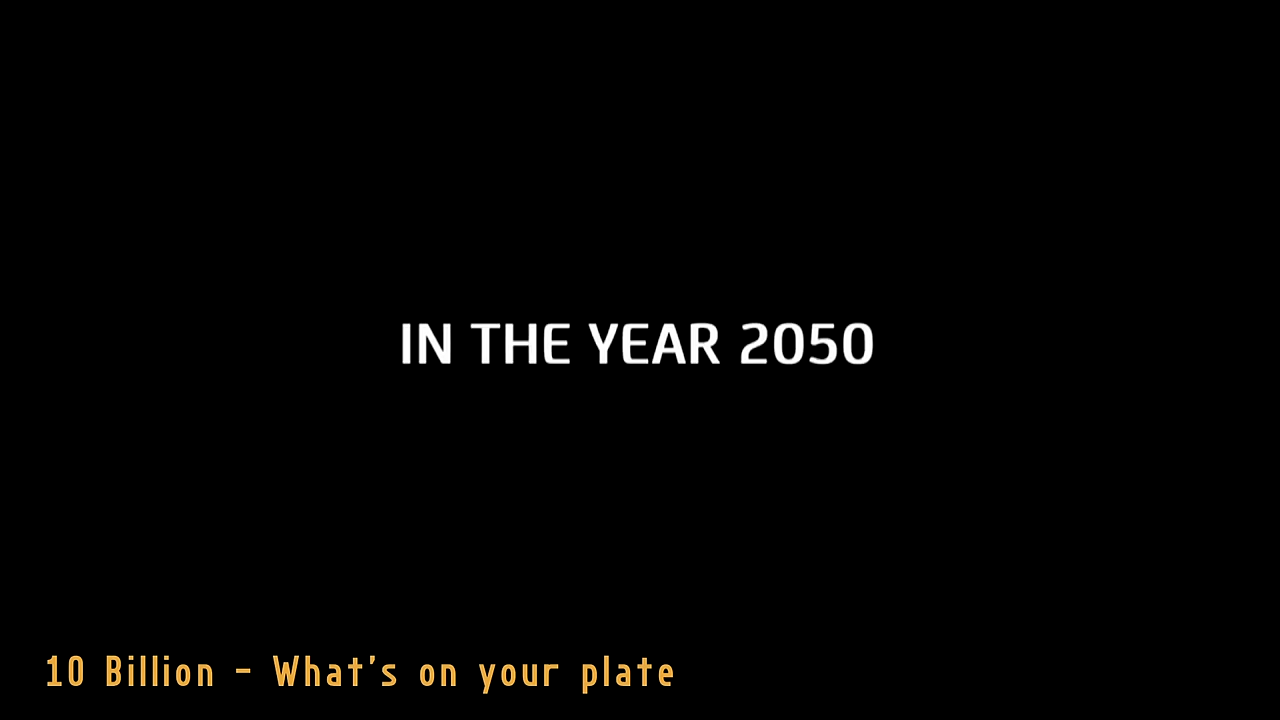 IN THE YEAR 2050
10 Billion – What's on your plate